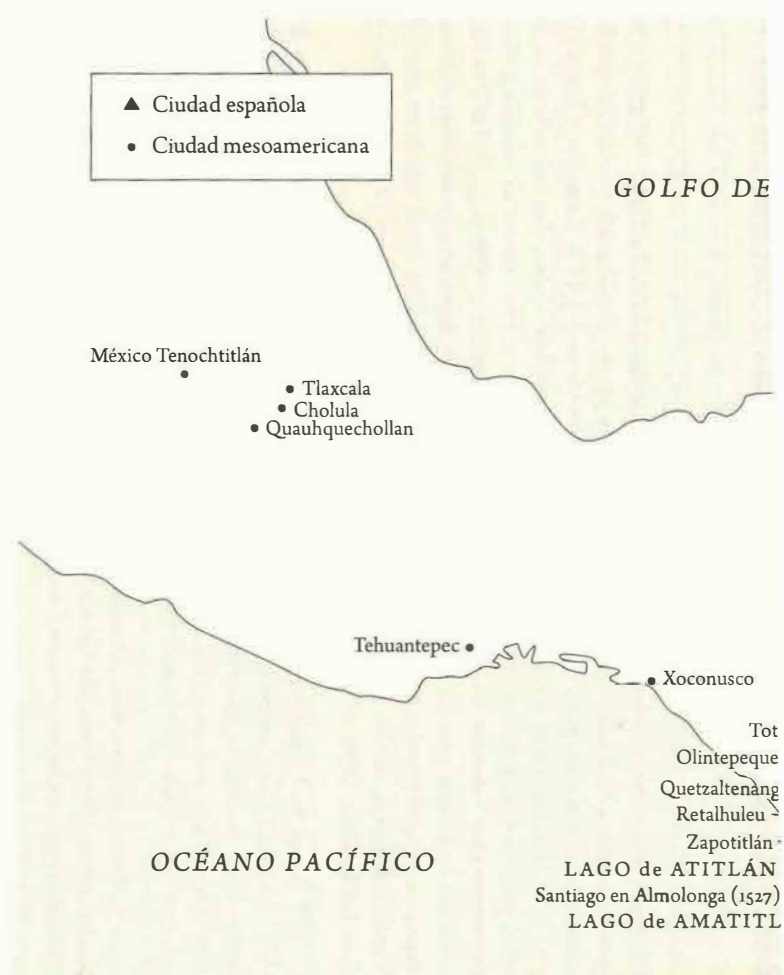 Ciudad española
Ciudad mesoamericana
GOLFO DE
México Tenochtitlán
Tlaxcala
Cholula
Quauhquechollan
Tehuantepec
Xoconusco
Tot
Olintepeque
Quetzaltenang
Retalhuleu
Zapotitlán
OCÉANO PACÍFICO
LAGO de ATITLÁN
Santiago en Almolonga (1527)
LAGO de AMATITL